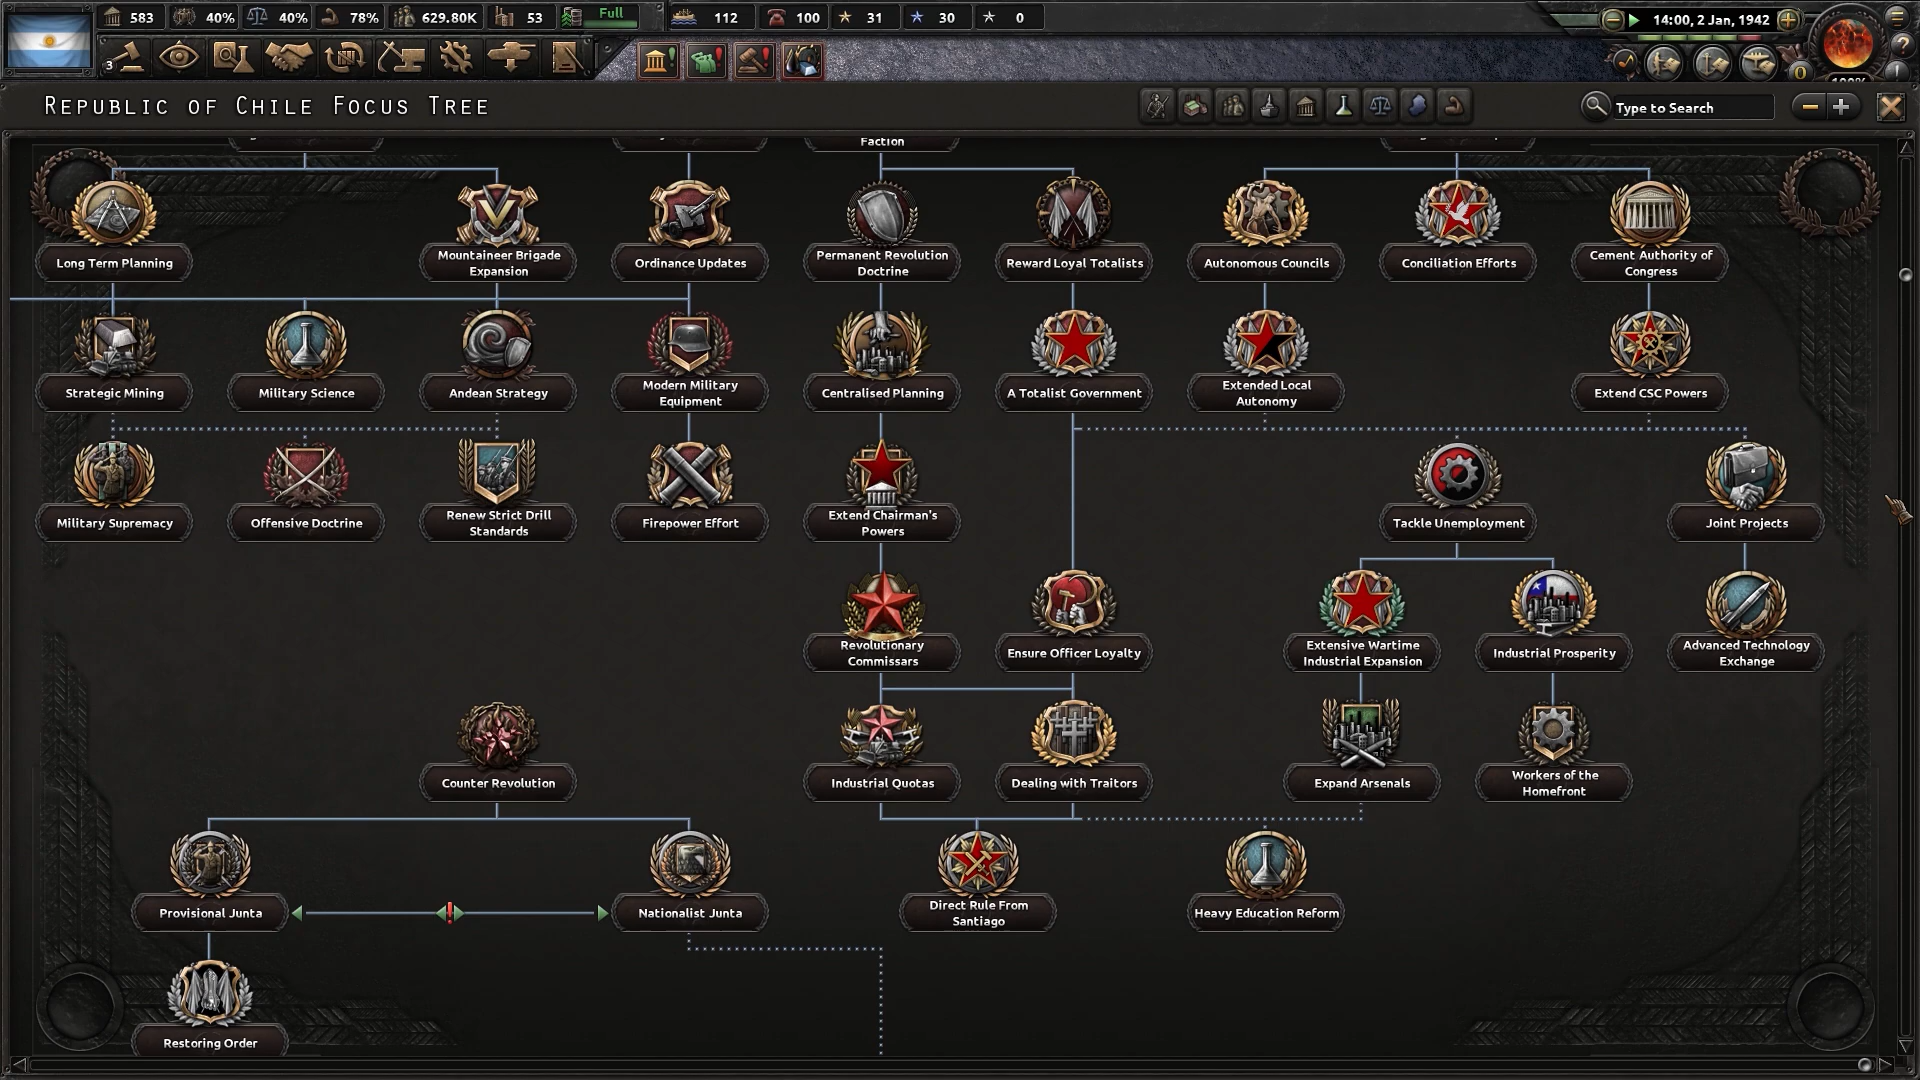 583
40%
40%
78%
629.80K
53
Full
112
100
31
30
0
14:00, 2 Jan, 1942
3
0
Republic of Chile Focus Tree
Type to Search
Faction
Long Term Planning
Mountaineer Brigade
Expansion
Ordinance Updates
Permanent Revolution
Doctrine
Reward Loyal Totalists
Autonomous Councils
Conciliation Efforts
Cement Authority of
Congress
Strategic Mining
Military Science
Andean Strategy
Modern Military
Equipment
Centralised Planning
A Totalist Government
Extended Local
Autonomy
Extend CSC Powers
Military Supremacy
Offensive Doctrine
Renew Strict Drill
Standards
Firepower Effort
Extend Chairman's
Powers
Tackle Unemployment
Joint Projects
Revolutionary
Commissars
Ensure Officer Loyalty
Extensive Wartime
Industrial Expansion
Industrial Prosperity
Advanced Technology
Exchange
Counter Revolution
Industrial Quotas
Dealing with Traitors
Expand Arsenals
Workers of the
Homefront
Provisional Junta
Nationalist Junta
Direct Rule From
Santiago
Heavy Education Reform
Restoring Order